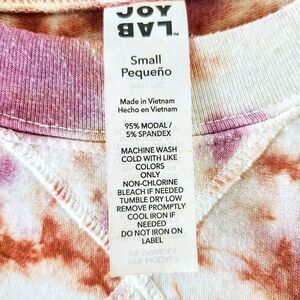 JOY
LAB™
Small
Pequeño
Made in Vietnam
Hecho en Vietnam
95% MODAL /
5% SPANDEX
MACHINE WASH
COLD WITH LIKE
COLORS
ONLY
NON-CHLORINE
BLEACH IF NEEDED
TUMBLE DRY LOW
REMOVE PROMPTLY
COOL IRON IF
NEEDED
DO NOT IRON ON
LABEL